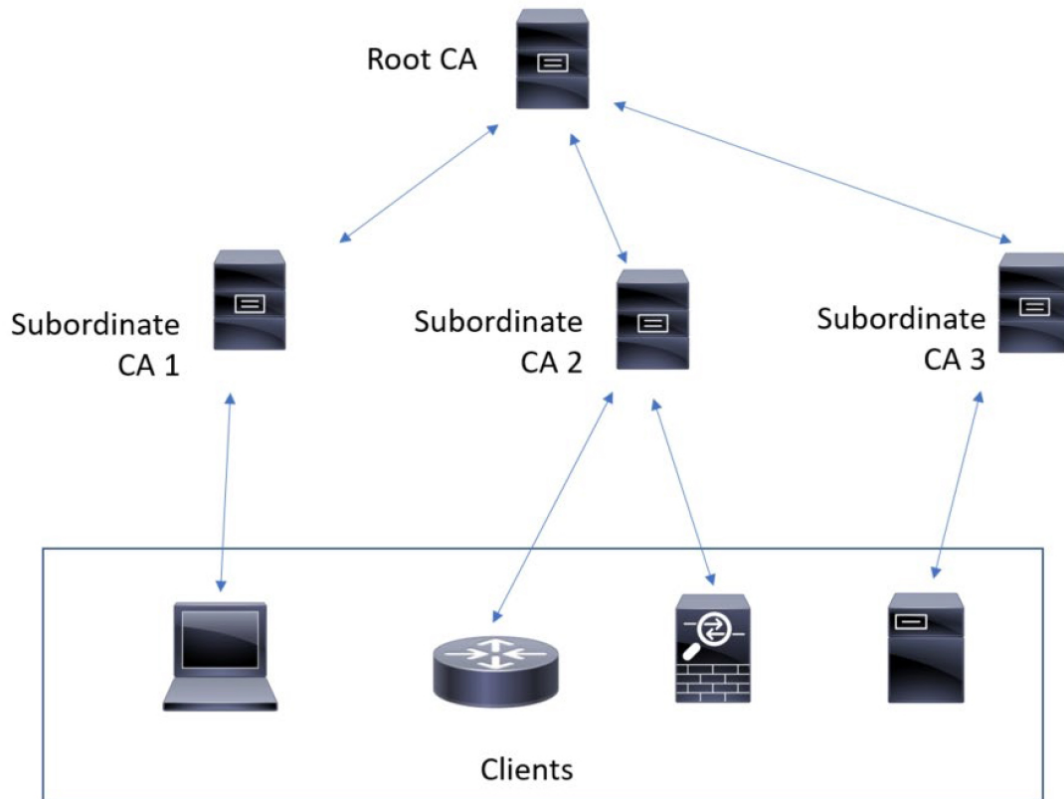 Root CA
Subordinate
CA 1
Subordinate
CA 2
Subordinate
CA 3
Clients